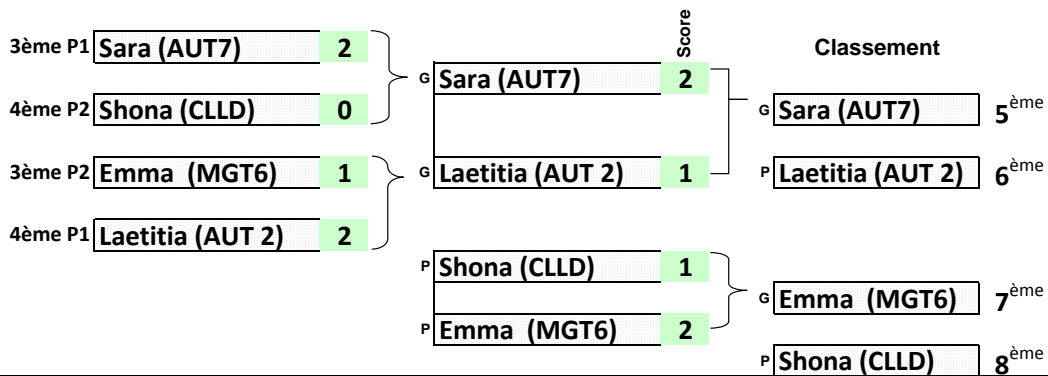 Score
Classement
3ème P1 Sara (AUT7) 2
G Sara (AUT7) 2
4ème P2 Shona (CLLD) 0
G Sara (AUT7) 5ème
3ème P2 Emma (MGT6) 1
G Laetitia (AUT 2) 1
P Laetitia (AUT 2) 6ème
4ème P1 Laetitia (AUT 2) 2
P Shona (CLLD) 1
G Emma (MGT6) 7ème
P Emma (MGT6) 2
P Shona (CLLD) 8ème